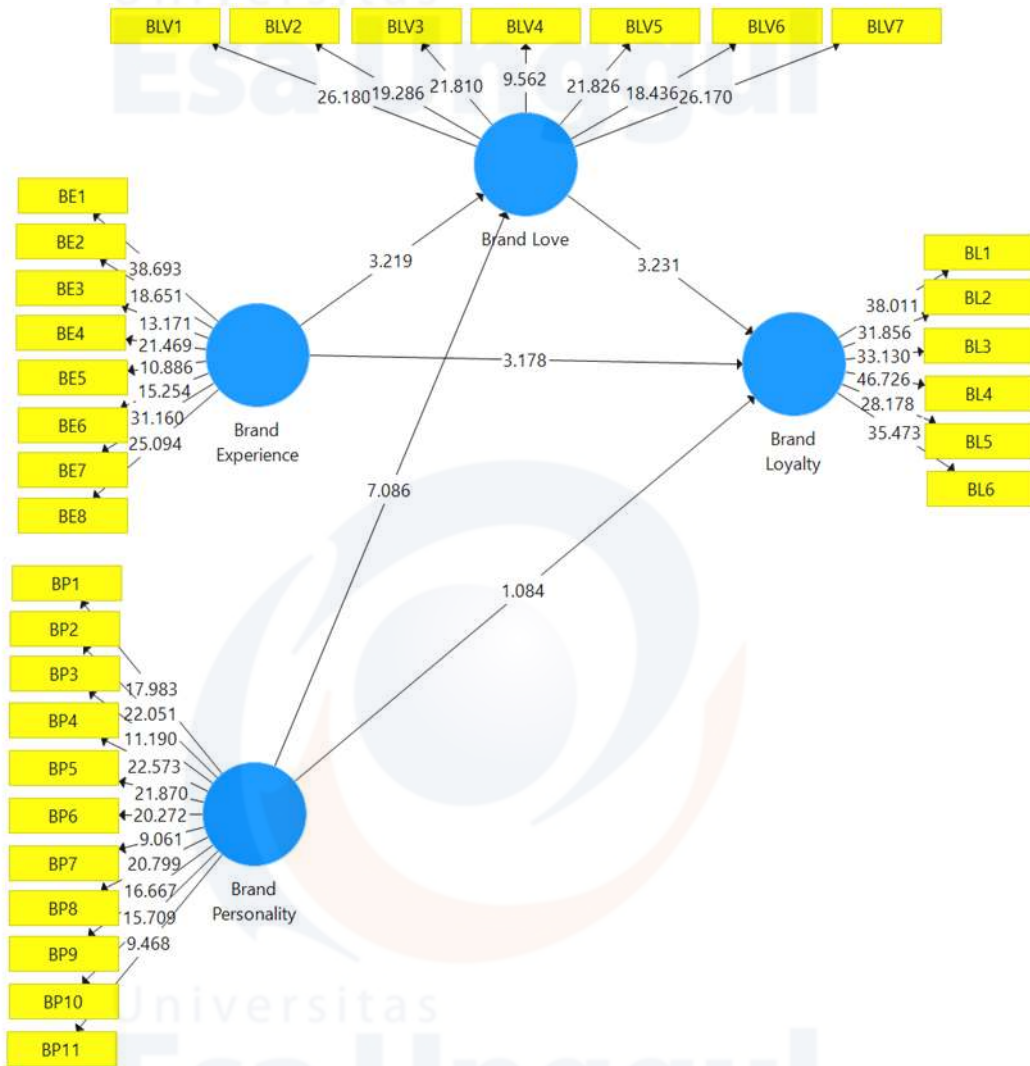 Universitas
Esa Unggul
BLV1
BLV2
BLV3
BLV4
BLV5
BLV6
BLV7
26.180
19.286
21.810
9.562
21.826
18.436
26.170
Brand Love
BE1
BE2
BE3
BE4
BE5
BE6
BE7
BE8
38.693
18.651
13.171
21.469
10.886
15.254
31.160
25.094
Brand
Experience
3.219
3.231
3.178
7.086
1.084
BL1
BL2
BL3
BL4
BL5
BL6
38.011
31.856
33.130
46.726
28.178
35.473
Brand
Loyalty
BP1
BP2
BP3
BP4
BP5
BP6
BP7
BP8
BP9
BP10
BP11
17.983
22.051
11.190
22.573
21.870
20.272
9.061
20.799
16.667
15.709
9.468
Brand
Personality
Universitas
Esa Unggul